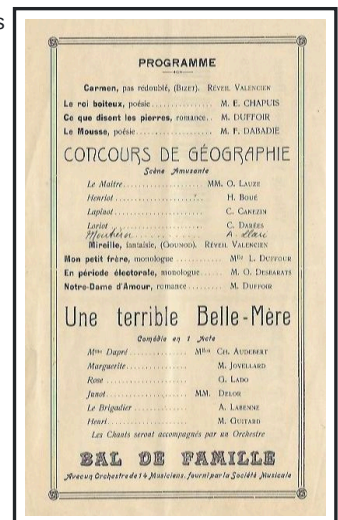 s
PROGRAMME
Carmen, pas redoublé, (BIZET). RÉVEIL VALENCIEN
Le roi boiteux, poésie M. E. CHAPUIS
Ce que disent les pierres, romance M. DUFFOIR
Le Mousse, poésie M. F. DABADIE
CONCOURS DE GÉOGRAPHIE
Scène Amusante
Le Maître MM. O. LAUZE
Henriot H. BOUÉ
Lapinot C. CAREZIN
Loriot C. DARÉES
Mireille, fantaisie, (GOUNOD). RÉVEIL VALENCIEN
Mon petit frère, monologue Mlle L. DUFFOUR
En période électorale, monologue M. O. DESBARATS
Notre-Dame d'Amour, romance M. DUFFOIR
Une terrible Belle-Mère
Comédie en 1 Acte
Mme Dupré Mlles CH. AUDEBERT
Marguerite M. JOVELLARD
Rose G. LADO
Junot MM. DELOR
Le Brigadier A. LABENNE
Henri M. GUITARD
Les Chants seront accompagnés par un Orchestre
BAL DE FAMILLE
Avec un Orchestre de 14 Musiciens, fourni par la Société Musicale